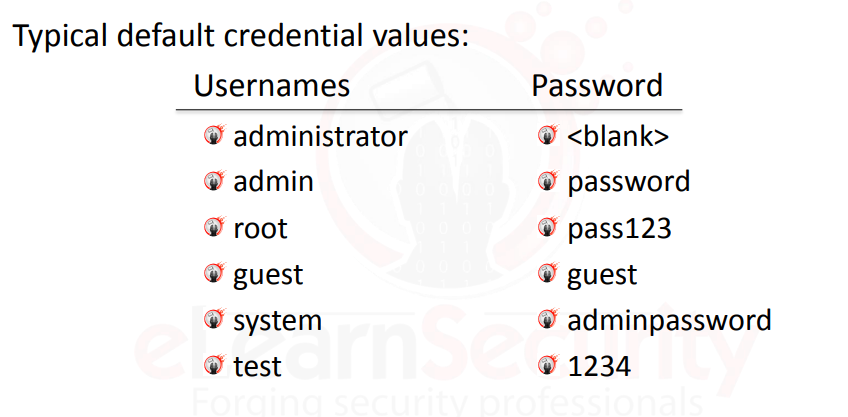 Typical default credential values:
Usernames Password
administrator <blank>
admin password
root pass123
guest guest
system adminpassword
test 1234
eLearnSecurity
Forging security professionals